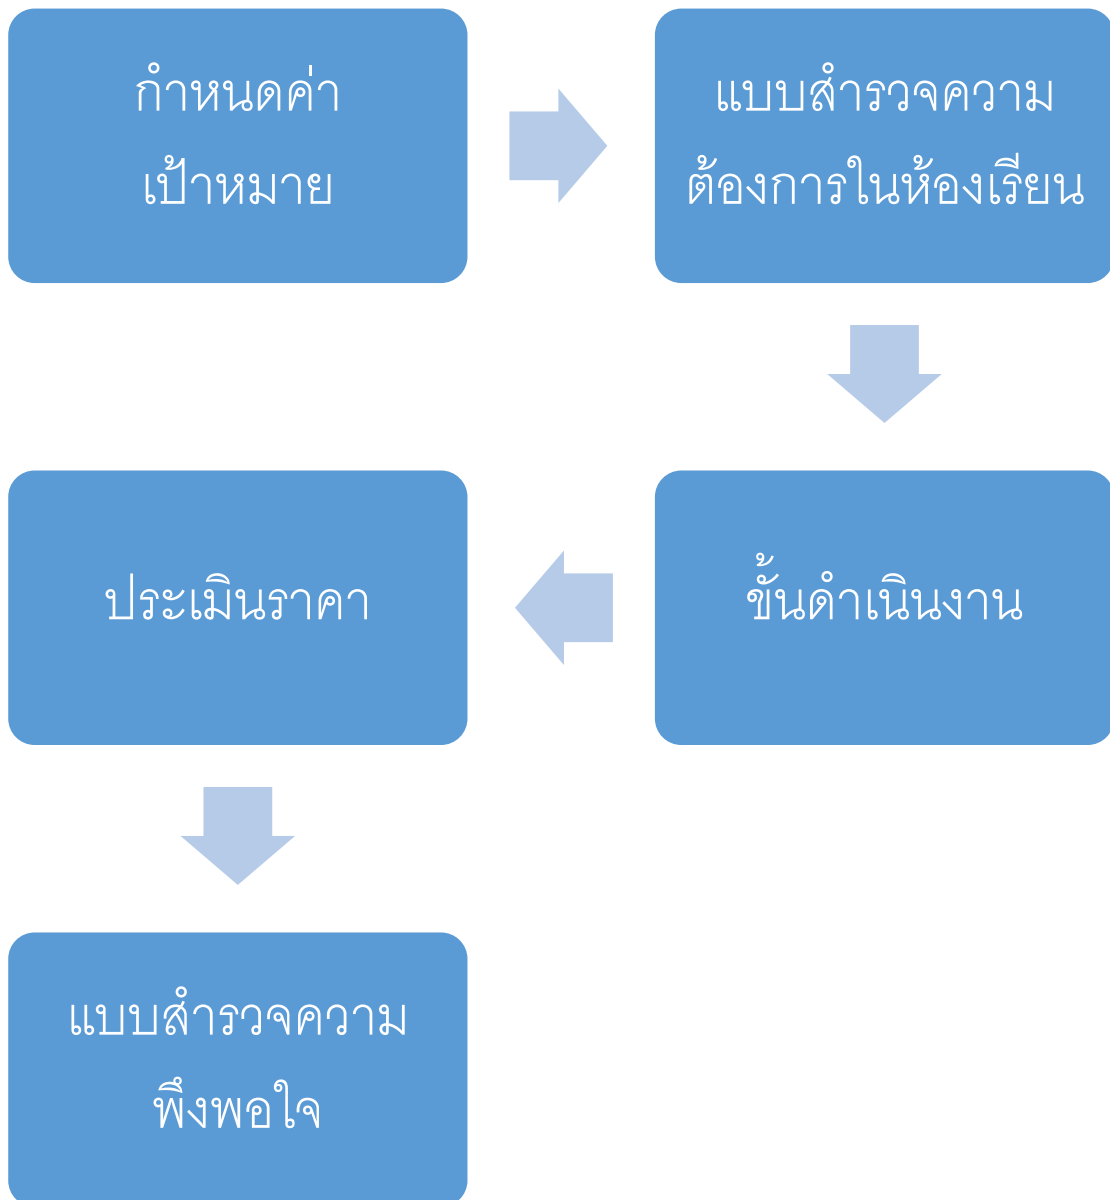 กำหนดค่า
เป้าหมาย
แบบสำรวจความ
ต้องการในห้องเรียน
ขั้นดำเนินงาน
ประเมินราคา
แบบสำรวจความ
พึงพอใจ